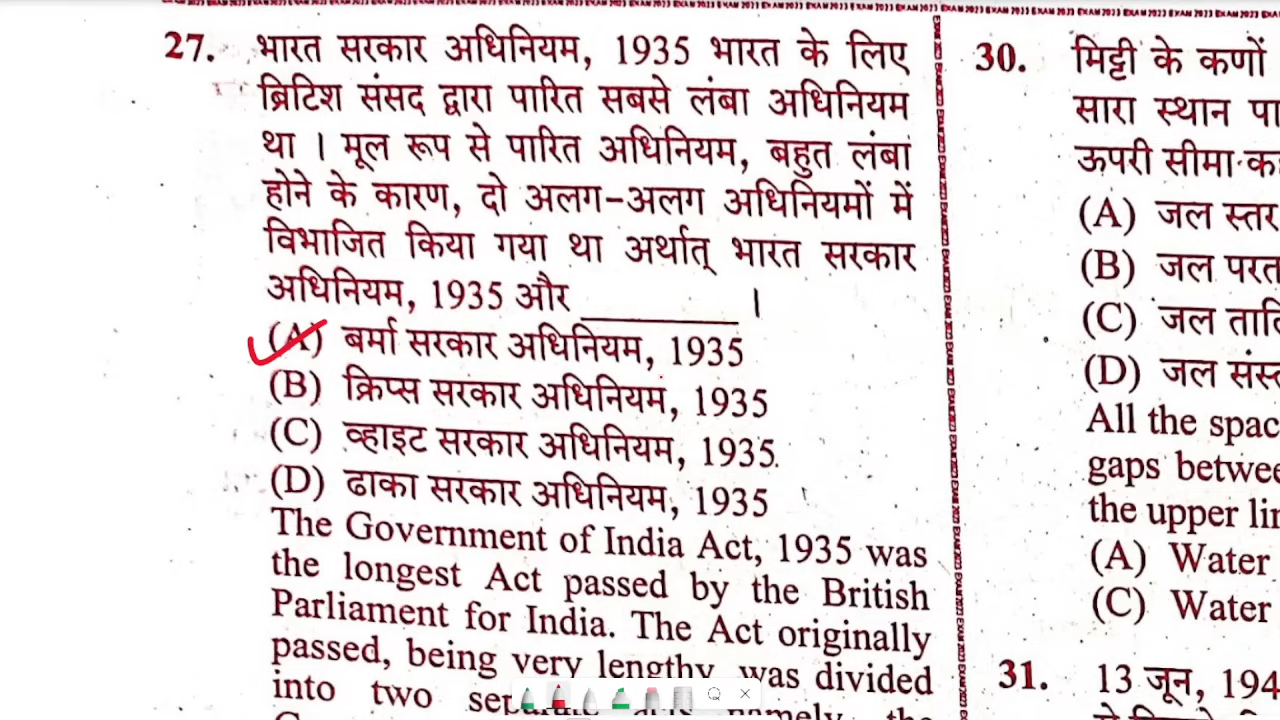 27. भारत सरकार अधिनियम, 1935 भारत के लिए
ब्रिटिश संसद द्वारा पारित सबसे लंबा अधिनियम
था । मूल रूप से पारित अधिनियम, बहुत लंबा
होने के कारण, दो अलग-अलग अधिनियमों में
विभाजित किया गया था अर्थात् भारत सरकार
अधिनियम, 1935 और ________ ।
(A) बर्मा सरकार अधिनियम, 1935
(B) क्रिप्स सरकार अधिनियम, 1935
(C) व्हाइट सरकार अधिनियम, 1935.
(D) ढाका सरकार अधिनियम, 1935
The Government of India Act, 1935 was
the longest Act passed by the British
Parliament for India. The Act originally
passed, being very lengthy, was divided
into two
30. मिट्टी के कणों
सारा स्थान
ऊपरी सीमा
(A) जल स्तर
(B) जल
(C) जल
(D) जल
All the
gaps
the upper
(A) Water
(C) Water
31. 13 जून,